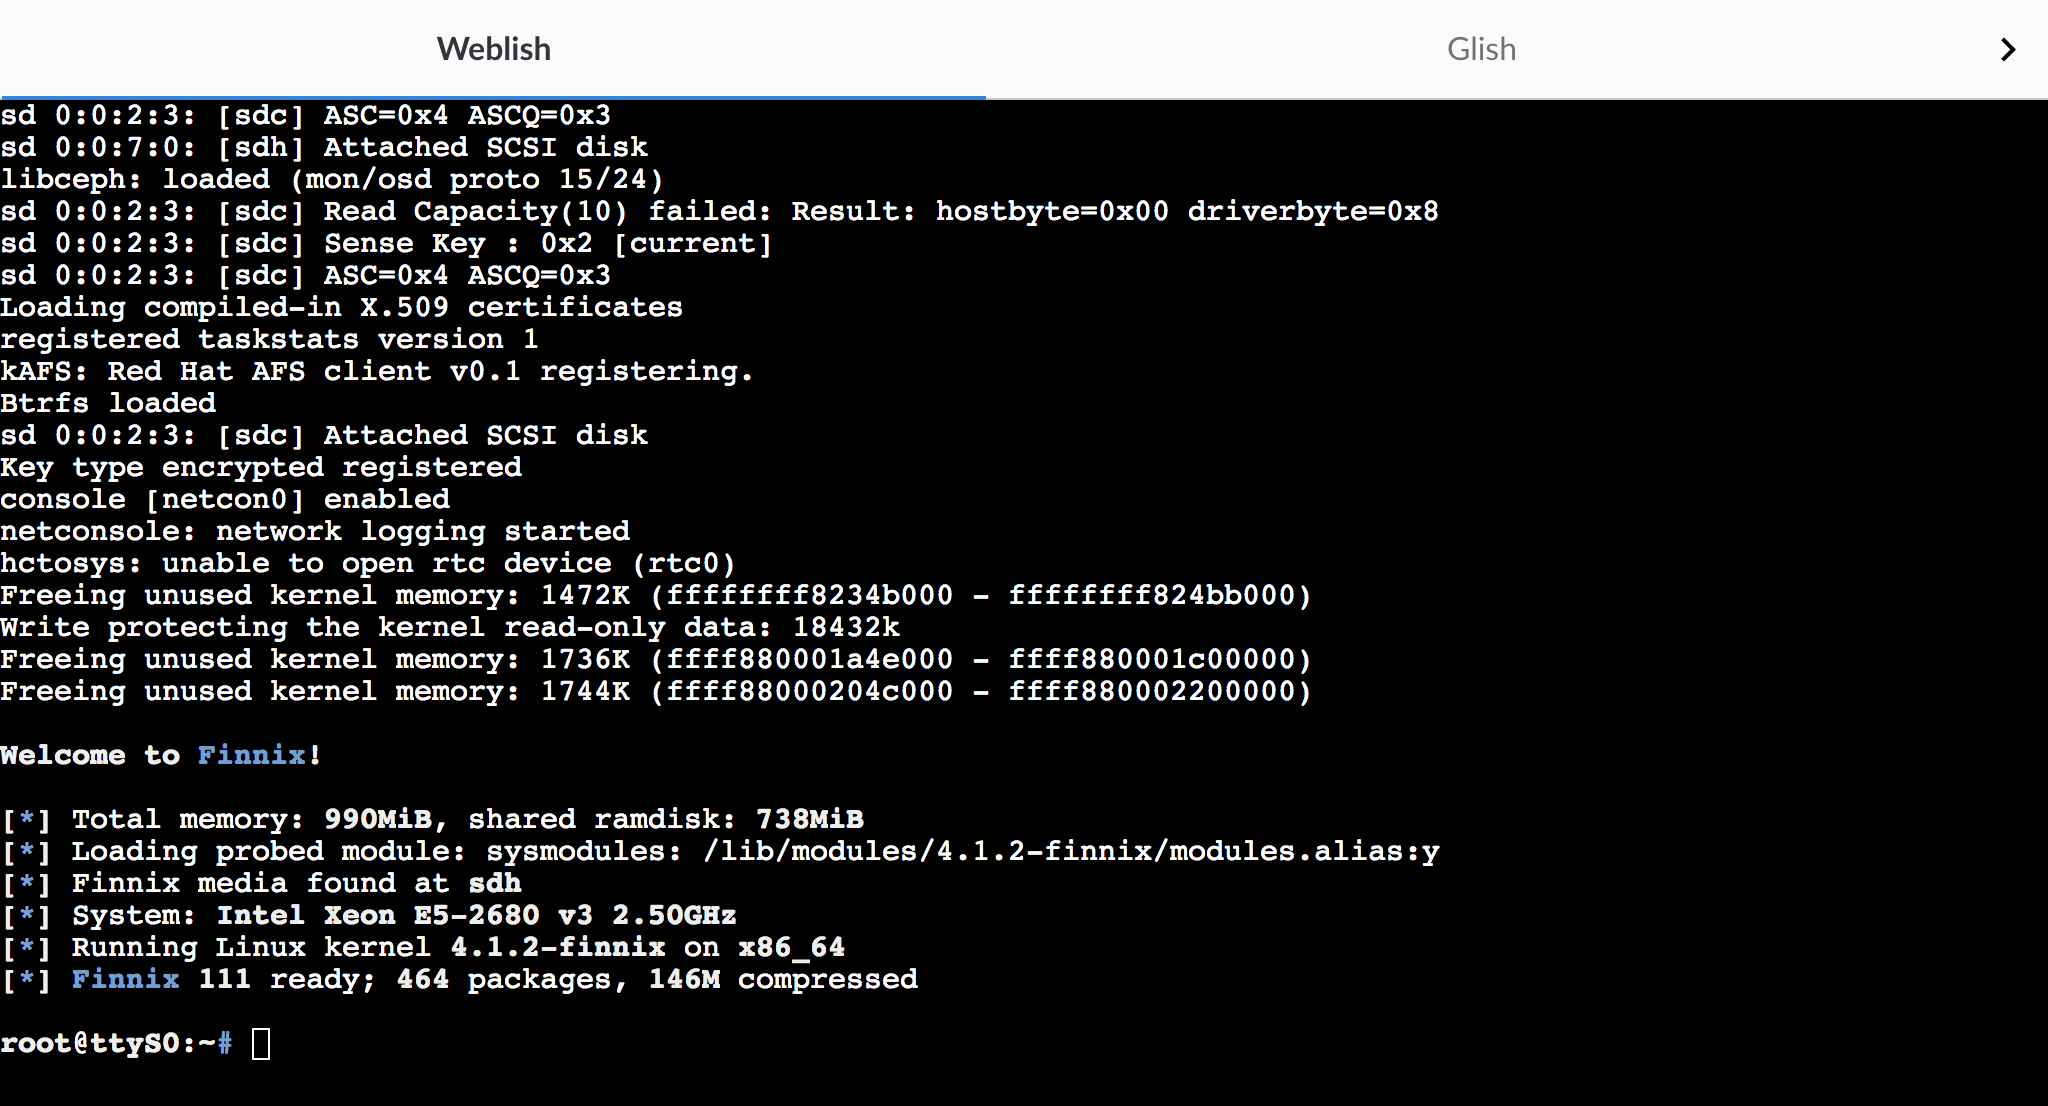 Weblish
Glish
sd 0:0:2:3: [sdc] ASC=0x4 ASCQ=0x3
sd 0:0:7:0: [sdh] Attached SCSI disk
libceph: loaded (mon/osd proto 15/24)
sd 0:0:2:3: [sdc] Read Capacity(10) failed: Result: hostbyte=0x00 driverbyte=0x8
sd 0:0:2:3: [sdc] Sense Key : 0x2 [current]
sd 0:0:2:3: [sdc] ASC=0x4 ASCQ=0x3
Loading compiled-in X.509 certificates
registered taskstats version 1
kAFS: Red Hat AFS client v0.1 registering.
Btrfs loaded
sd 0:0:2:3: [sdc] Attached SCSI disk
Key type encrypted registered
console [netcon0] enabled
netconsole: network logging started
hctosys: unable to open rtc device (rtc0)
Freeing unused kernel memory: 1472K (ffffffff8234b000 - ffffffff824bb000)
Write protecting the kernel read-only data: 18432k
Freeing unused kernel memory: 1736K (ffff880001a4e000 - ffff880001c00000)
Freeing unused kernel memory: 1744K (ffff88000204c000 - ffff880002200000)
Welcome to Finnix!
[*] Total memory: 990MiB, shared ramdisk: 738MiB
[*] Loading probed module: sysmodules: /lib/modules/4.1.2-finnix/modules.alias:y
[*] Finnix media found at sdh
[*] System: Intel Xeon E5-2680 v3 2.50GHz
[*] Running Linux kernel 4.1.2-finnix on x86_64
[*] Finnix 111 ready; 464 packages, 146M compressed
root@ttyS0:~#